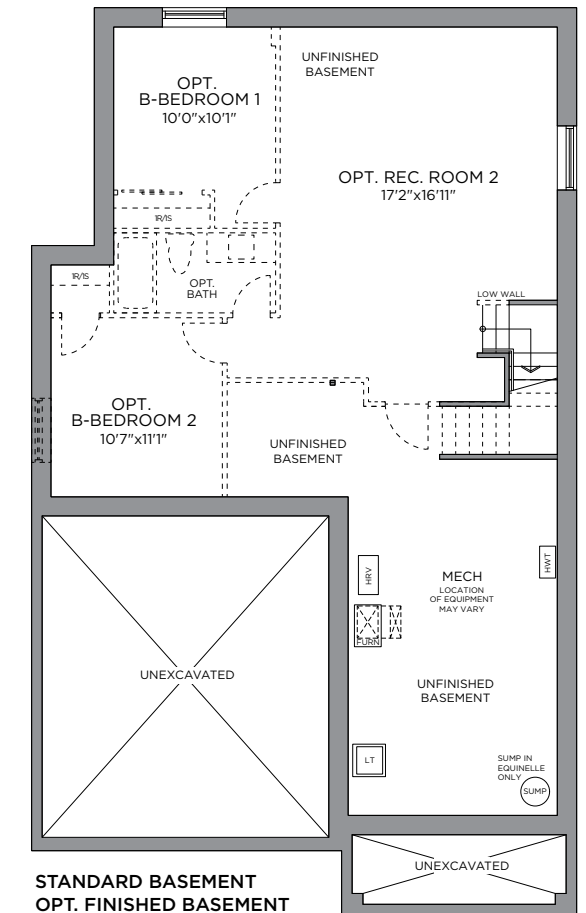 UNFINISHED
BASEMENT
OPT.
B-BEDROOM 1
10'0"x10'1"
OPT. REC. ROOM 2
17'2"x16'11"
1R/1S
1R/1S
OPT.
BATH
LOW WALL
OPT.
B-BEDROOM 2
10'7"x11'1"
UNFINISHED
BASEMENT
HRV
HWT
MECH
LOCATION
OF EQUIPMENT
MAY VARY
FURN
UNEXCAVATED
UNFINISHED
BASEMENT
LT
SUMP IN
EQUINELLE
ONLY
SUMP
UNEXCAVATED
STANDARD BASEMENT
OPT. FINISHED BASEMENT